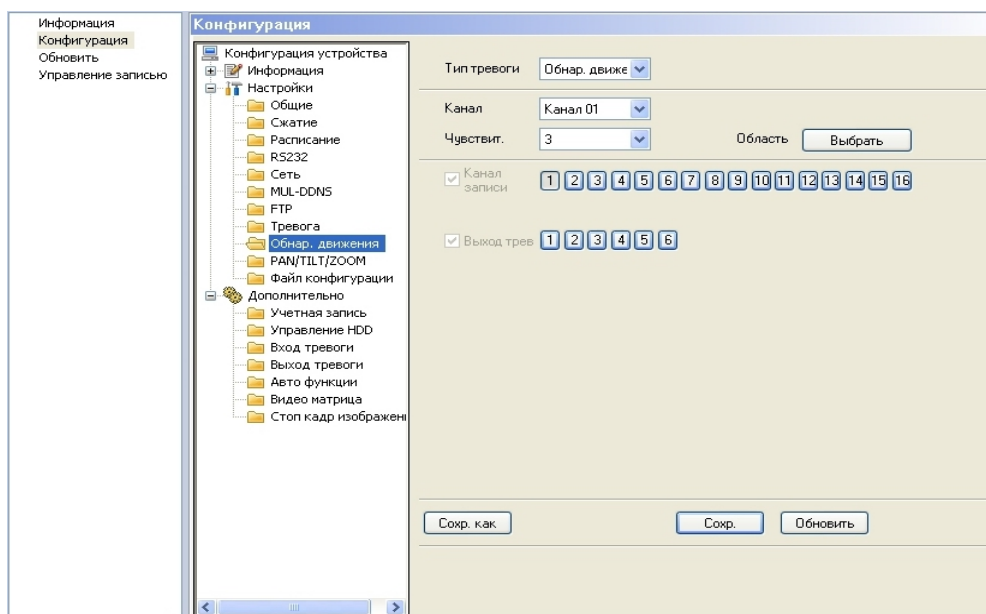 Информация
Конфигурация
Обновить
Управление записью
Конфигурация
Конфигурация устройства
Информация
Настройки
Общие
Сжатие
Расписание
RS232
Сеть
MUL-DDNS
FTP
Тревога
Обнар. движения
PAN/TILT/ZOOM
Файл конфигурации
Дополнительно
Учетная запись
Управление HDD
Вход тревоги
Выход тревоги
Авто функции
Видео матрица
Стоп кадр изображени
Тип тревоги Обнар. движе
Канал Канал 01
Чувствит. 3 Область Выбрать
Канал записи 1 2 3 4 5 6 7 8 9 10 11 12 13 14 15 16
Выход трев 1 2 3 4 5 6
Сохр. как Сохр. Обновить